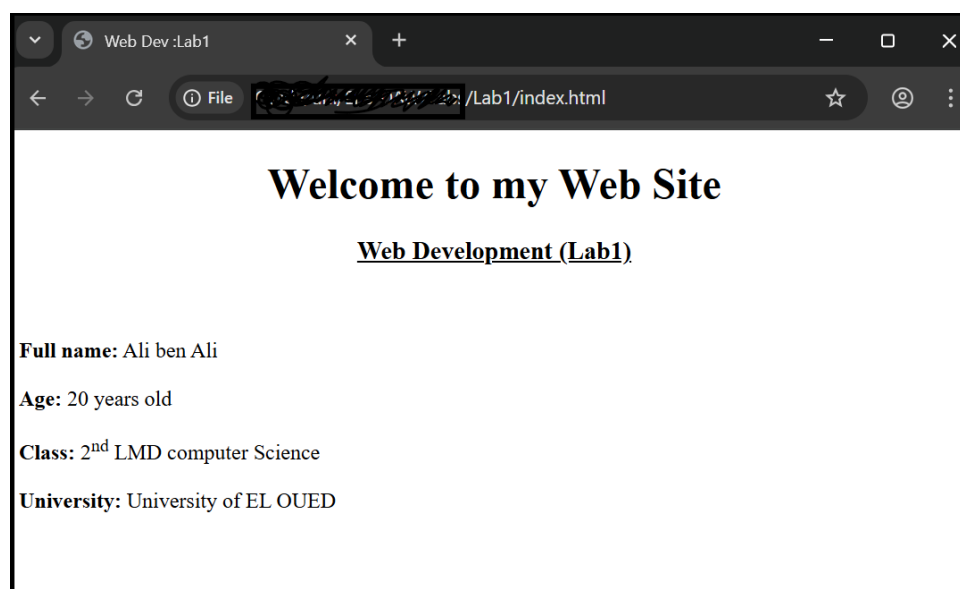 Web Dev :Lab1
File /Lab1/index.html
Welcome to my Web Site
Web Development (Lab1)
Full name: Ali ben Ali
Age: 20 years old
Class: 2nd LMD computer Science
University: University of EL OUED